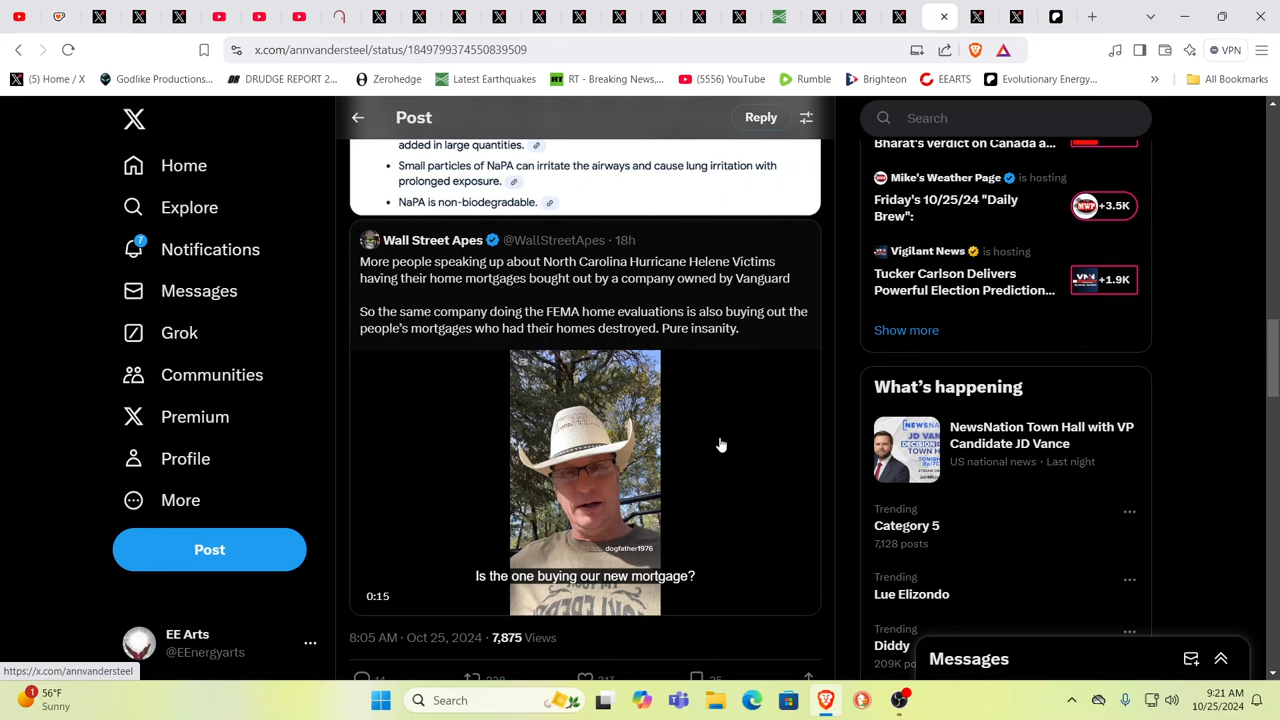 x.com/annvandersteel/status/1849799374550839509
VPN
(5) Home / X
Godlike Productions...
DRUDGE REPORT 2...
Zerohedge
Latest Earthquakes
RT - Breaking News,...
(5555) YouTube
Rumble
Brighteon
EEARTS
Evolutionary Energy...
All Bookmarks
Home
Explore
7
Notifications
Messages
Grok
Communities
Premium
Profile
More
Post
EE Arts
@EEnergyarts
https://x.com/annvandersteel
Post
Reply
added in large quantities.
• Small particles of NaPA can irritate the airways and cause lung irritation with
prolonged exposure.
• NaPA is non-biodegradable.
Wall Street Apes @WallStreetApes · 18h
More people speaking up about North Carolina Hurricane Helene Victims
having their home mortgages bought out by a company owned by Vanguard
So the same company doing the FEMA home evaluations is also buying out the
people's mortgages who had their homes destroyed. Pure insanity.
dogfather1976
Is the one buying our new mortgage?
0:15
8:05 AM · Oct 25, 2024 · 7,875 Views
Search
Bharat's verdict on Canada a...
Mike's Weather Page is hosting
Friday's 10/25/24 "Daily
Brew":
MWP
+3.5K
Vigilant News is hosting
Tucker Carlson Delivers
Powerful Election Prediction...
+1.9K
Show more
What's happening
NewsNation Town Hall with VP
Candidate JD Vance
US national news · Last night
Trending
Category 5
7,128 posts
Trending
Lue Elizondo
Trending
Diddy
209K
Messages
1
56°F
Sunny
Search
9:21 AM
10/25/2024